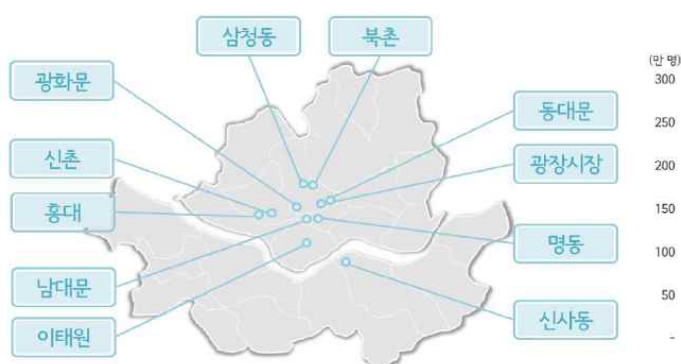 삼청동
북촌
광화문
동대문
신촌
광장시장
홍대
명동
남대문
신사동
이태원
(만 명)
300
250
200
150
100
50
-